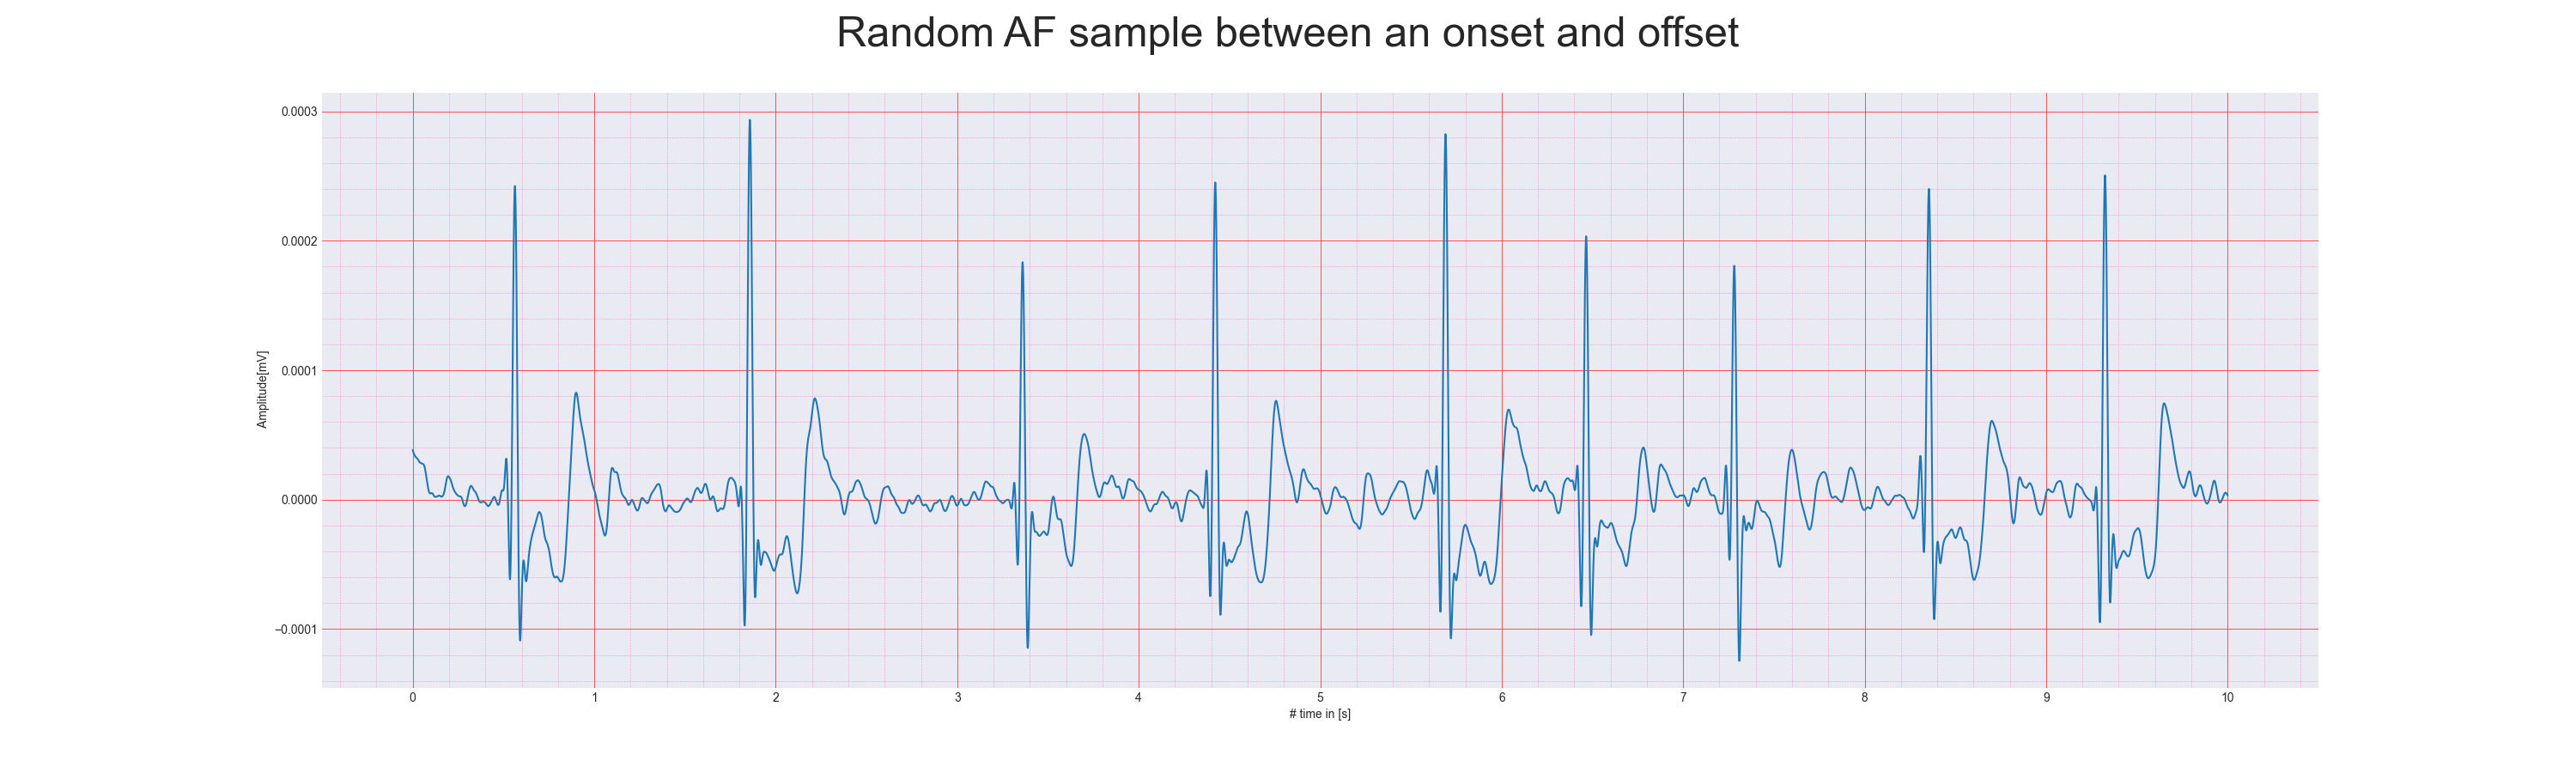 Random AF sample between an onset and offset
0.0003
0.0002
0.0001
0.0000
−0.0001
Amplitude[mV]
0 1 2 3 4 5 6 7 8 9 10
# time in [s]